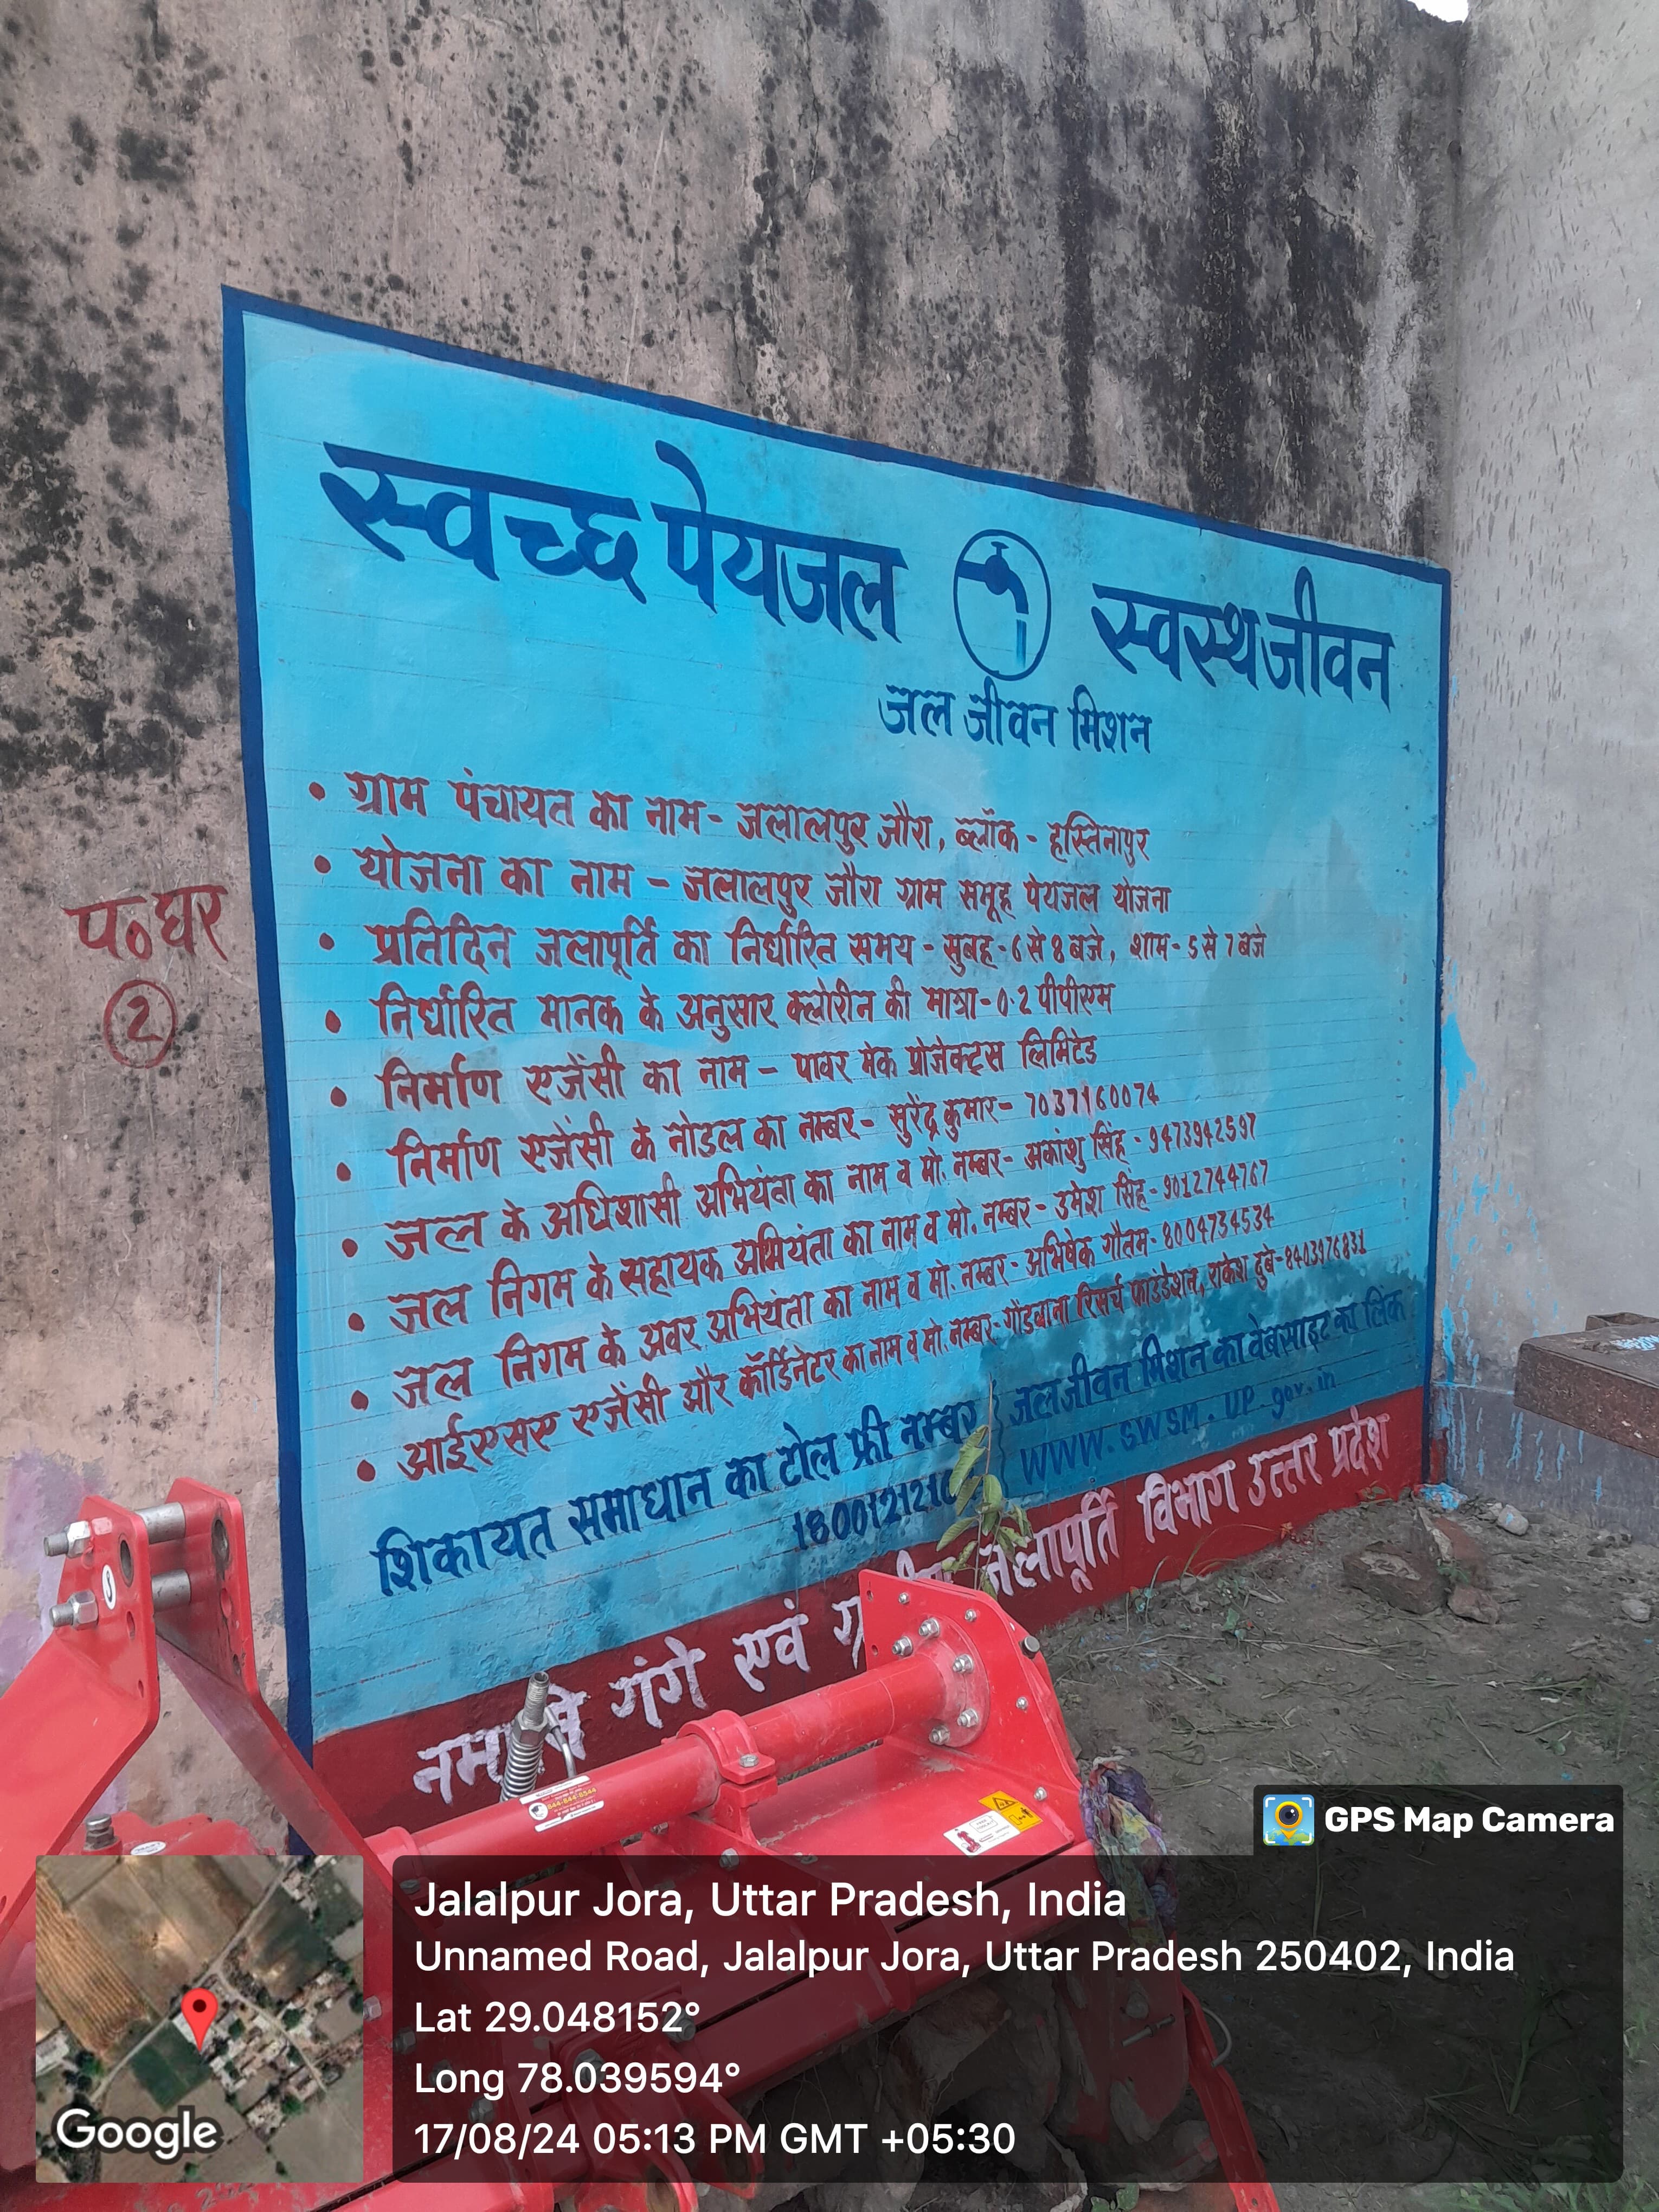 स्वच्छ पेयजल स्वस्थ जीवन
जल जीवन मिशन
• ग्राम पंचायत का नाम - जलालपुर जौरा, ब्लॉक - हस्तिनापुर
• योजना का नाम - जलालपुर जौरा ग्राम समूह पेयजल योजना
• प्रतिदिन जलापूर्ति का निर्धारित समय - सुबह - 6 से 8 बजे, शाम - 5 से 7 बजे
• निर्धारित मानक के अनुसार क्लोरीन की मात्रा - 0.2 पीपीएम
• निर्माण एजेंसी का नाम - पावर मेक प्रोजेक्ट्स लिमिटेड
• निर्माण एजेंसी के नोडल का नम्बर - सुरेंद्र कुमार - 7037160074
• जल के अधिशासी अभियंता का नाम व मो. नम्बर - अकांशु सिंह - 9473942597
• जल निगम के सहायक अभियंता का नाम व मो. नम्बर - उमेश सिंह - 9012744767
• जल निगम के अवर अभियंता का नाम व मो. नम्बर - अभिषेक गौतम - 8004734534
• आईएसए एजेंसी और कॉर्डिनेटर का नाम व मो. नम्बर - गोंडवाना रिसर्च फाउंडेशन, राकेश दुबे - 8403976831
शिकायत समाधान का टोल फ्री नम्बर
180012121
जलजीवन मिशन का वेबसाइट का लिंक
WWW.SWSM.UP.gov.in
गंगे एवं जलापूर्ति विभाग उत्तर प्रदेश
प०घर
2
GPS Map Camera
Jalalpur Jora, Uttar Pradesh, India
Unnamed Road, Jalalpur Jora, Uttar Pradesh 250402, India
Lat 29.048152°
Long 78.039594°
17/08/24 05:13 PM GMT +05:30
Google